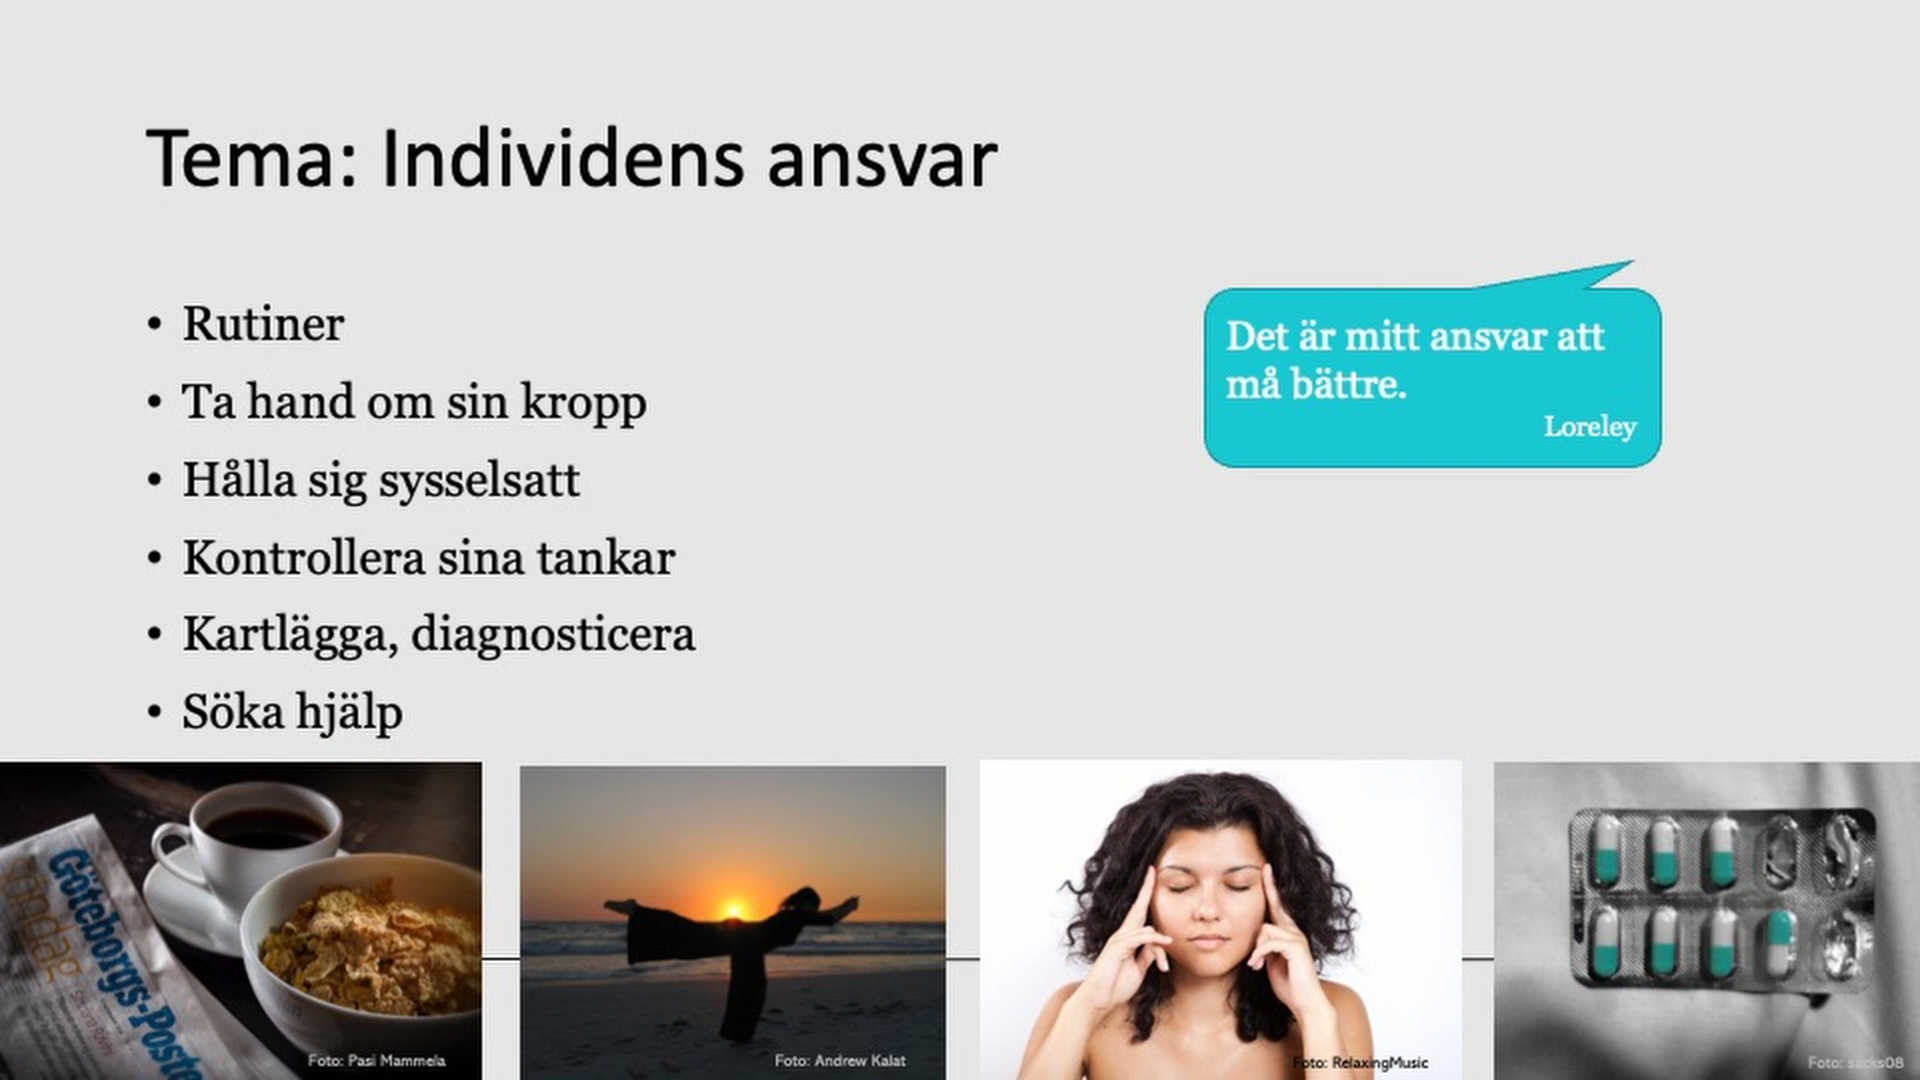 Tema: Individens ansvar
• Rutiner
• Ta hand om sin kropp
• Hålla sig sysselsatt
• Kontrollera sina tankar
• Kartlägga, diagnosticera
• Söka hjälp
Det är mitt ansvar att
må bättre.
Loreley
Göteborgs-Poste
Foto: Pasi Mammela
Foto: Andrew Kalat
Foto: RelaxingMusic
Foto: sacks08